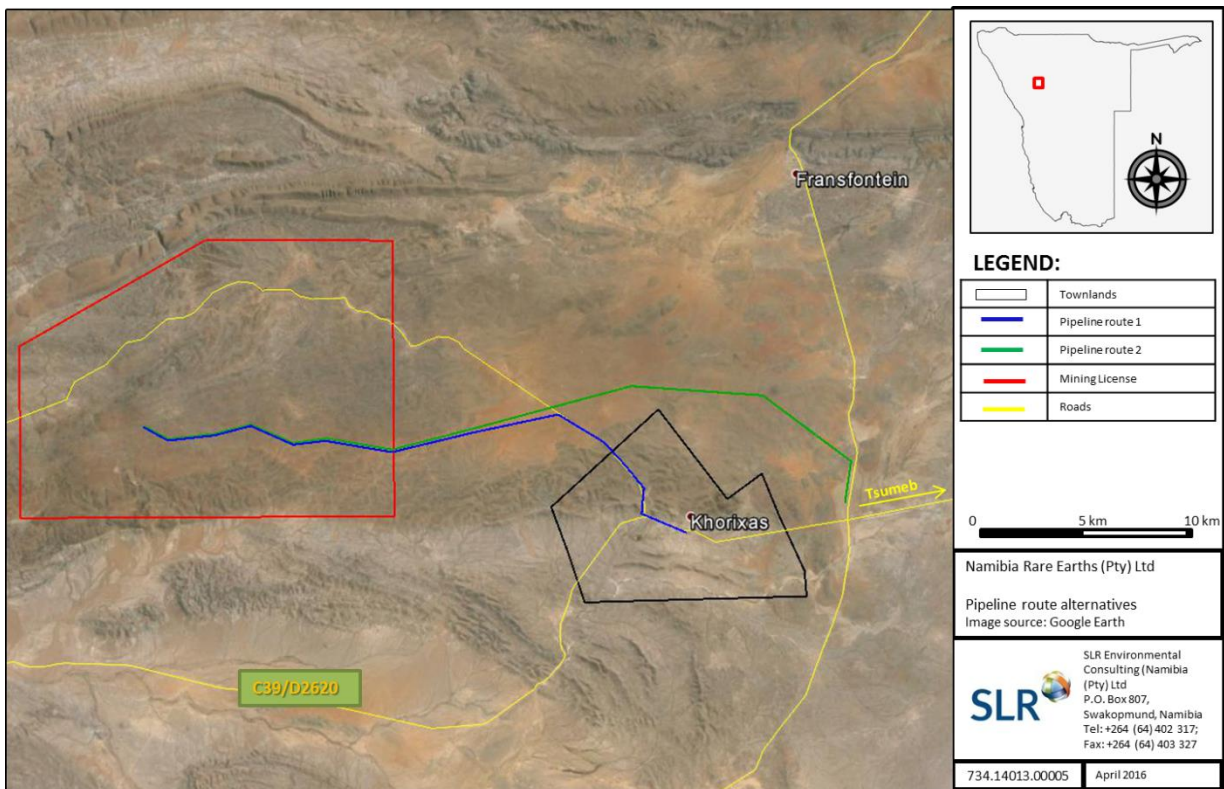 Fransfontein
Khorixas
Tsumeb
C39/D2620
N
LEGEND:
Townlands
Pipeline route 1
Pipeline route 2
Mining License
Roads
0 5 km 10 km
Namibia Rare Earths (Pty) Ltd
Pipeline route alternatives
Image source: Google Earth
SLR
SLR Environmental
Consulting (Namibia
(Pty) Ltd
P.O. Box 807,
Swakopmund, Namibia
Tel: +264 (64) 402 317;
Fax: +264 (64) 403 327
734.14013.00005 April 2016